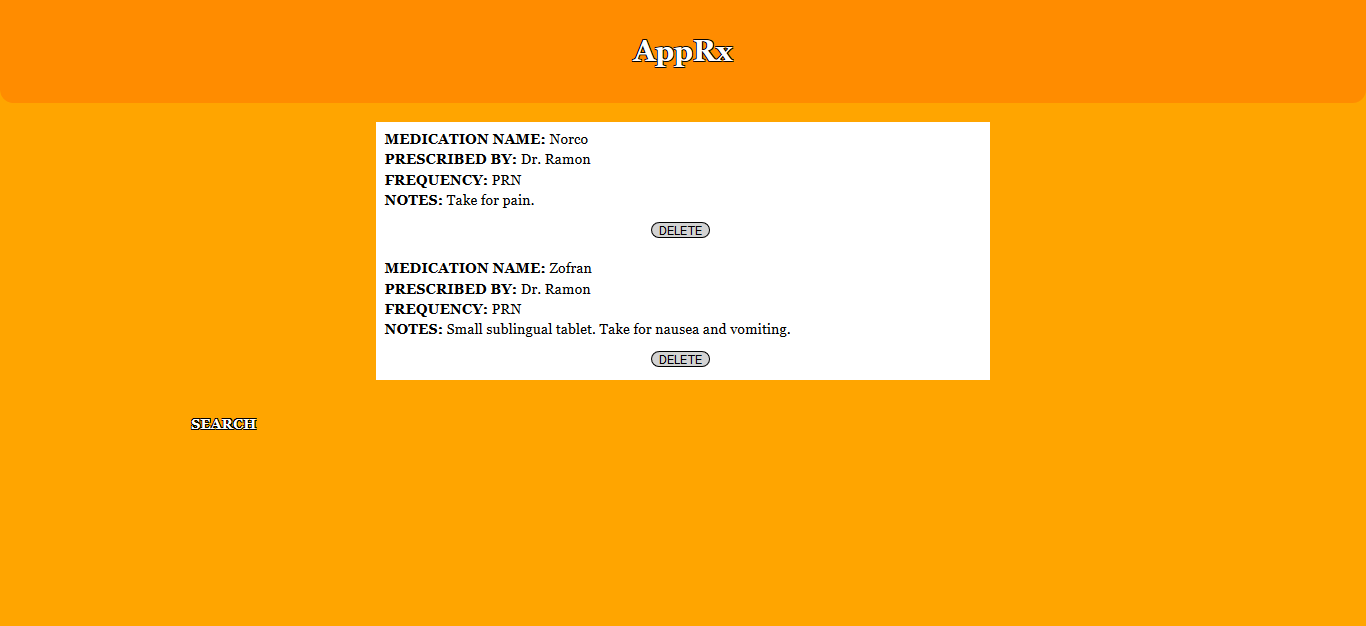 AppRx
MEDICATION NAME: Norco
PRESCRIBED BY: Dr. Ramon
FREQUENCY: PRN
NOTES: Take for pain.
DELETE
MEDICATION NAME: Zofran
PRESCRIBED BY: Dr. Ramon
FREQUENCY: PRN
NOTES: Small sublingual tablet. Take for nausea and vomiting.
DELETE
SEARCH